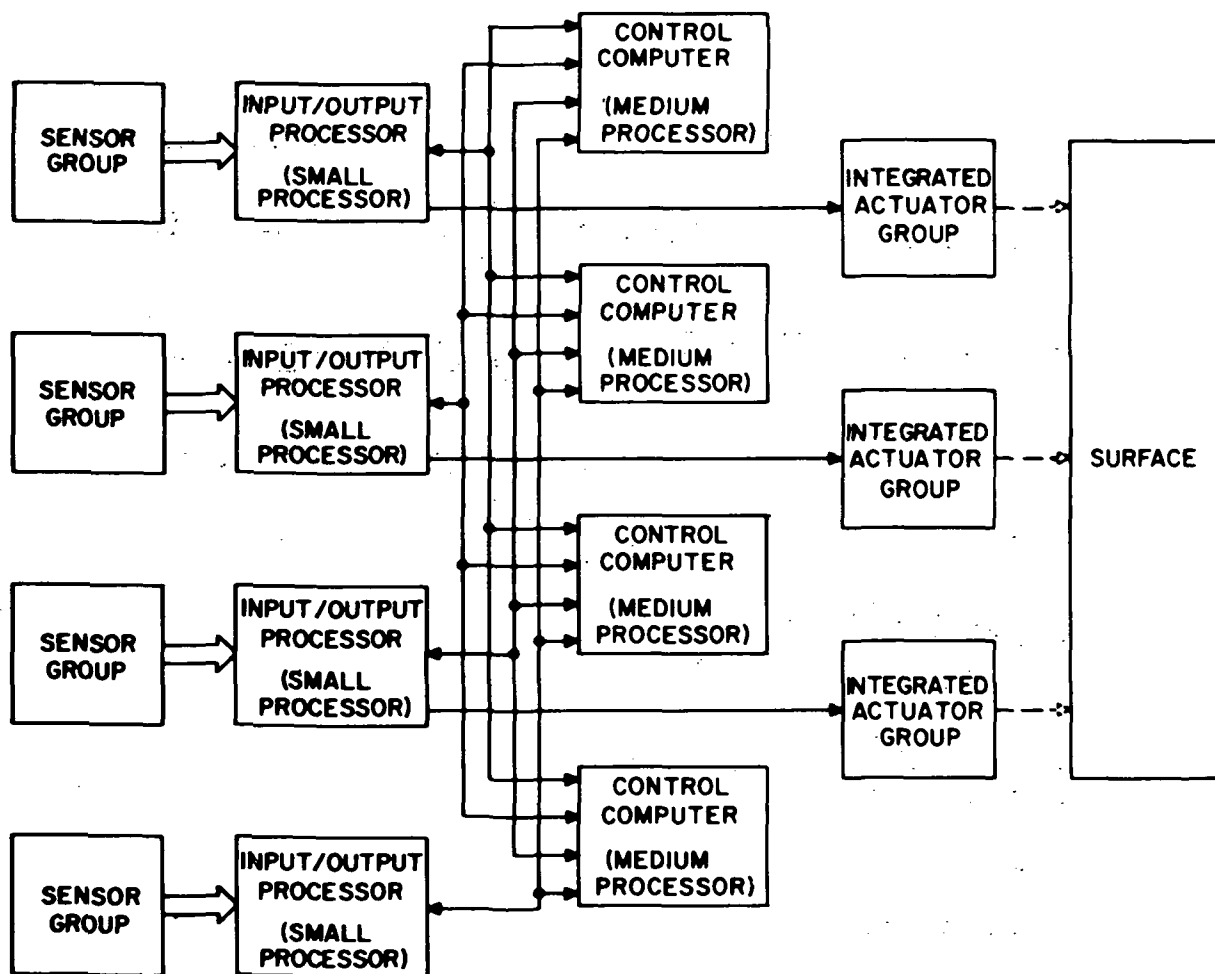 SENSOR
GROUP
INPUT/OUTPUT
PROCESSOR
(SMALL
PROCESSOR)
CONTROL
COMPUTER
(MEDIUM
PROCESSOR)
INTEGRATED
ACTUATOR
GROUP
SENSOR
GROUP
INPUT/OUTPUT
PROCESSOR
(SMALL
PROCESSOR)
CONTROL
COMPUTER
(MEDIUM
PROCESSOR)
INTEGRATED
ACTUATOR
GROUP
SURFACE
SENSOR
GROUP
INPUT/OUTPUT
PROCESSOR
(SMALL
PROCESSOR)
CONTROL
COMPUTER
(MEDIUM
PROCESSOR)
INTEGRATED
ACTUATOR
GROUP
SENSOR
GROUP
INPUT/OUTPUT
PROCESSOR
(SMALL
PROCESSOR)
CONTROL
COMPUTER
(MEDIUM
PROCESSOR)